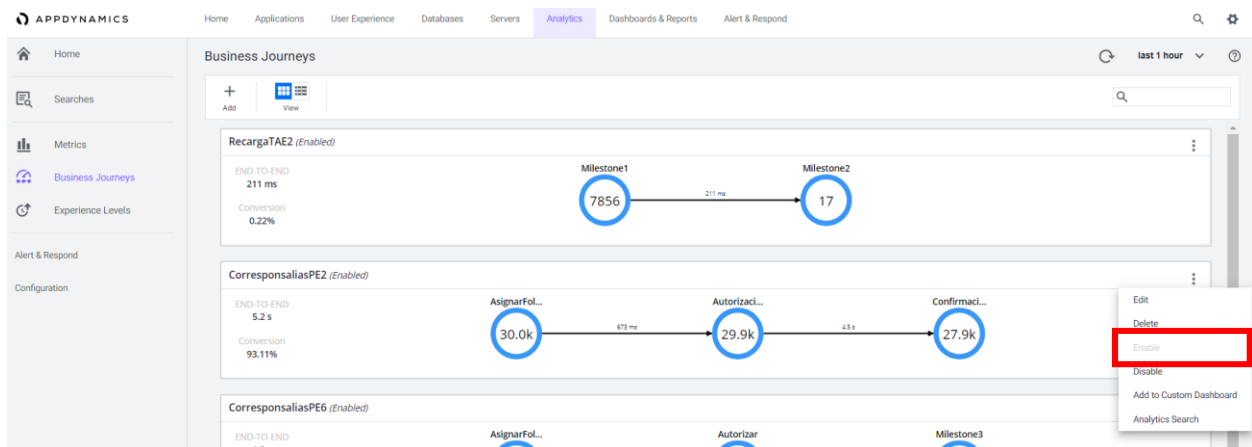 APPDYNAMICS
Home Applications User Experience Databases Servers Analytics Dashboards & Reports Alert & Respond
Home
Searches
Metrics
Business Journeys
Experience Levels
Alert & Respond
Configuration
Business Journeys
last 1 hour
Add
View
RecargaTAE2 (Enabled)
END-TO-END
211 ms
Conversion
0.22%
Milestone1
7856
211 ms
Milestone2
17
CorresponsaliasPE2 (Enabled)
END-TO-END
5.2 s
Conversion
93.11%
AsignarFol...
30.0k
673 ms
Autorizaci...
29.9k
4.5 s
Confirmaci...
27.9k
Edit
Delete
Enable
Disable
Add to Custom Dashboard
Analytics Search
CorresponsaliasPE6 (Enabled)
END-TO-END
AsignarFol...
Autorizar
Milestone3